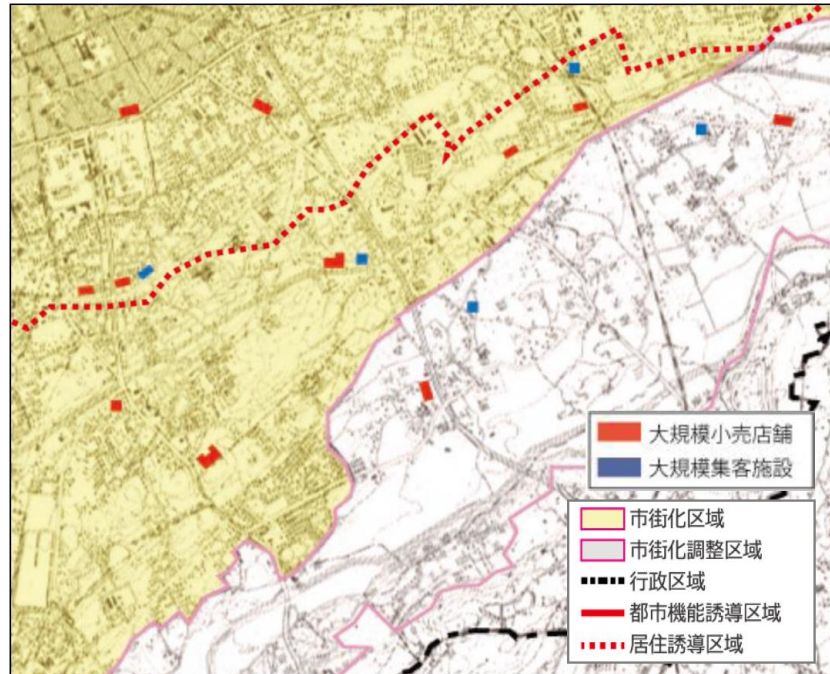 大規模小売店舗
大規模集客施設
市街化区域
市街化調整区域
行政区域
都市機能誘導区域
居住誘導区域